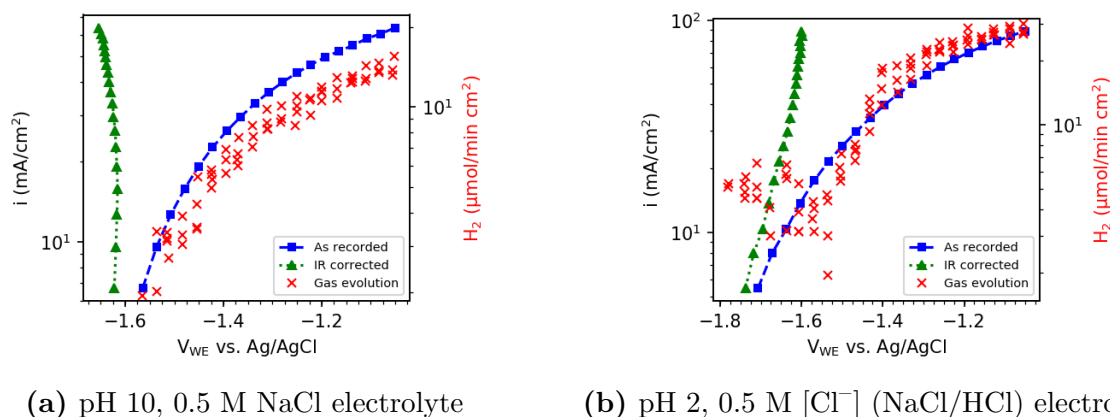 10¹
i (mA/cm²)
−1.6
−1.4
−1.2
V_WE vs. Ag/AgCl
10¹
H₂ (μmol/min cm²)
As recorded
IR corrected
Gas evolution
(a) pH 10, 0.5 M NaCl electrolyte
10²
10¹
i (mA/cm²)
−1.8
−1.6
−1.4
−1.2
V_WE vs. Ag/AgCl
10¹
H₂ (μmol/min cm²)
As recorded
IR corrected
Gas evolution
(b) pH 2, 0.5 M [Cl⁻] (NaCl/HCl) electro